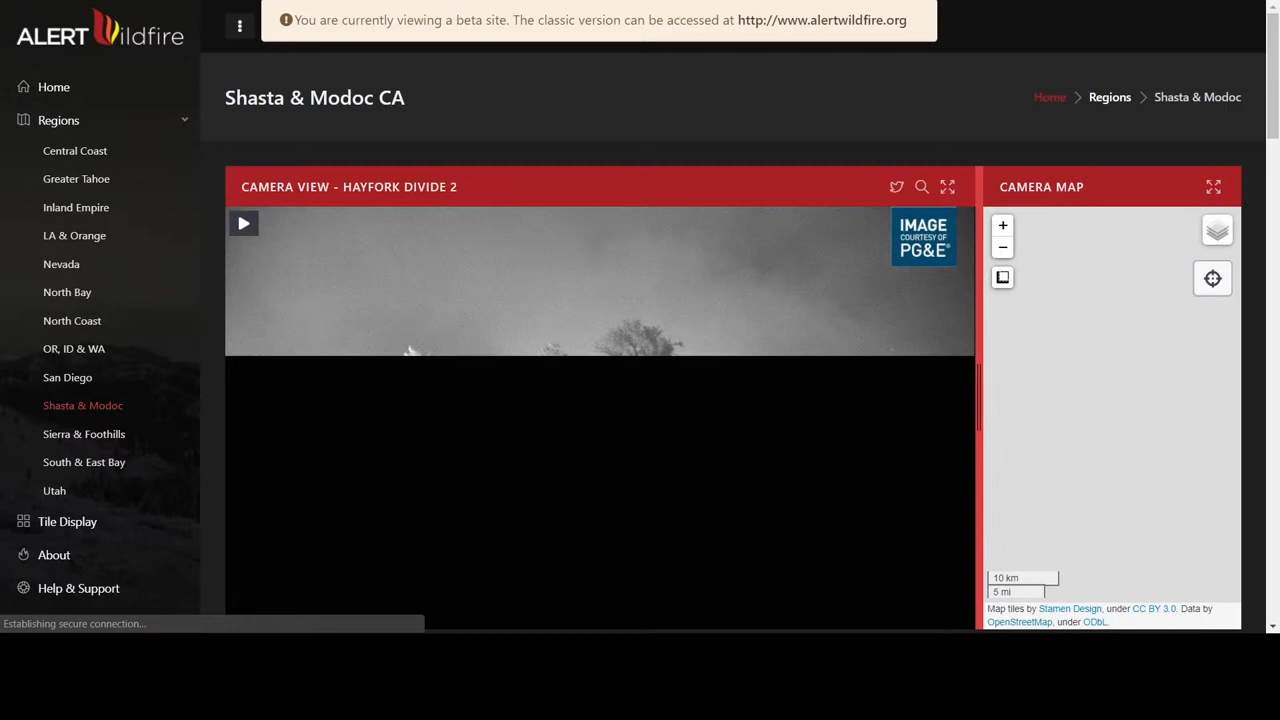 You are currently viewing a beta site. The classic version can be accessed at http://www.alertwildfire.org
ALERT Wildfire
Home
Regions
Central Coast
Greater Tahoe
Inland Empire
LA & Orange
Nevada
North Bay
North Coast
OR, ID & WA
San Diego
Shasta & Modoc
Sierra & Foothills
South & East Bay
Utah
Tile Display
About
Help & Support
Establishing secure connection...
Shasta & Modoc CA
Home
Regions
Shasta & Modoc
CAMERA VIEW - HAYFORK DIVIDE 2
IMAGE
COURTESY OF
PG&E®
CAMERA MAP
+
−
10 km
5 mi
Map tiles by Stamen Design, under CC BY 3.0. Data by
OpenStreetMap, under ODbL.